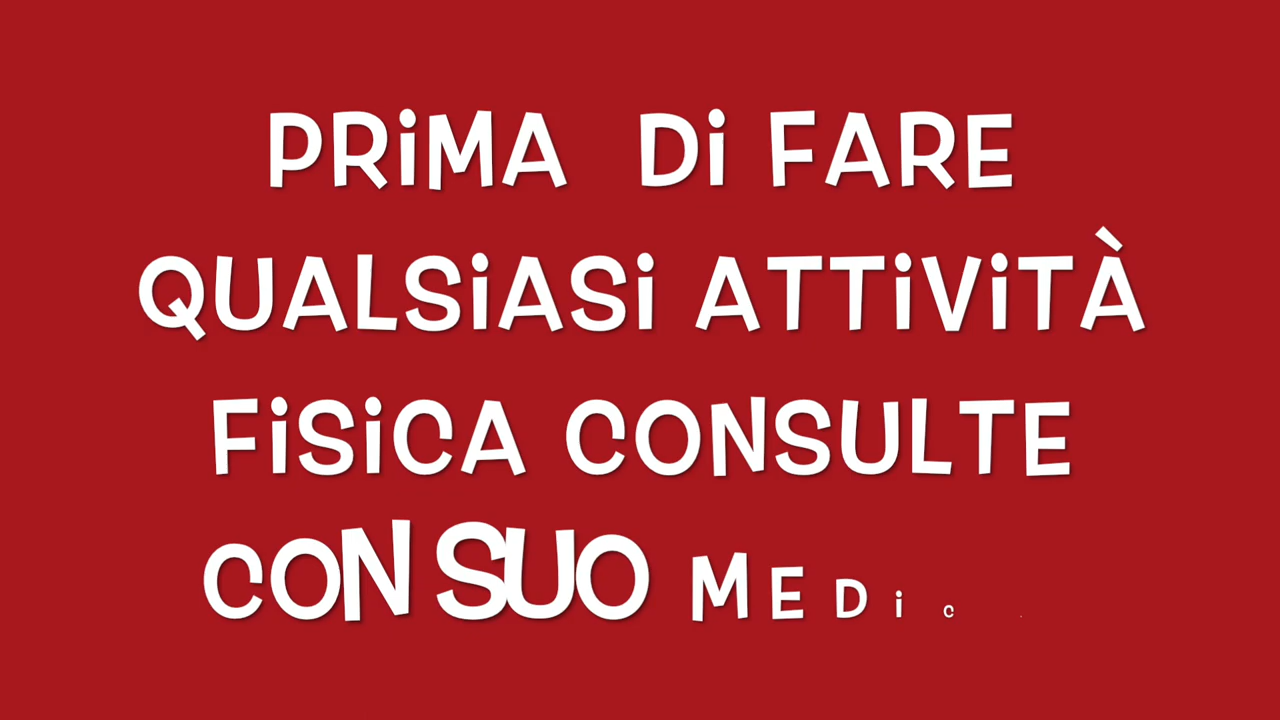 PRiMA Di FARE
QUALSiASi ATTiViTÀ
FiSiCA CONSULTE
CON SUO MEDiC